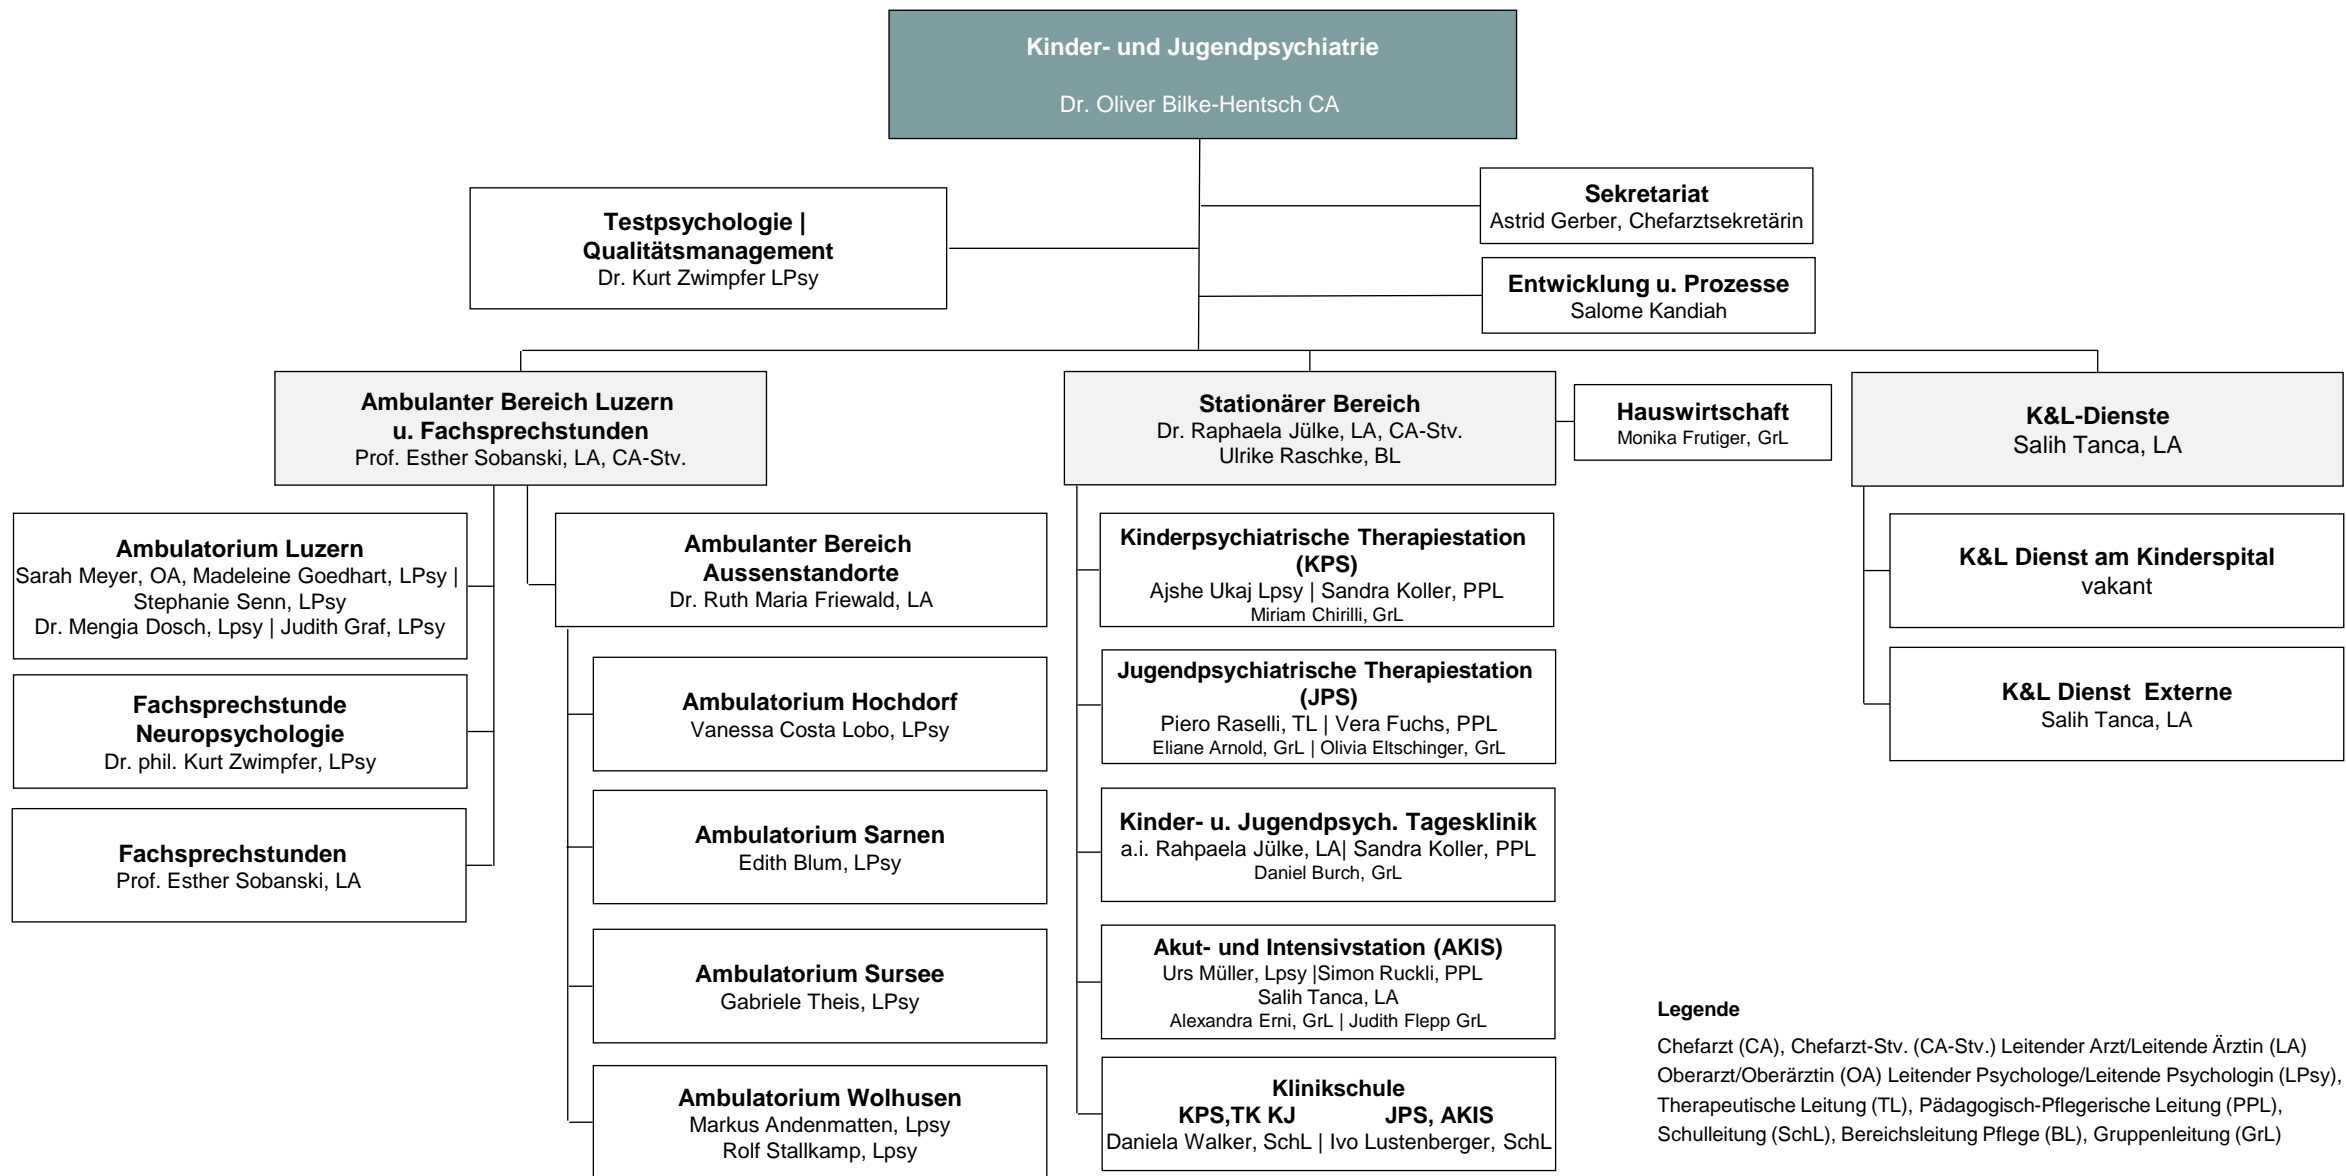 Kinder- und Jugendpsychiatrie
Dr. Oliver Bilke-Hentsch CA
Testpsychologie |
Qualitätsmanagement
Dr. Kurt Zwimpfer LPsy
Sekretariat
Astrid Gerber, Chefarztsekretärin
Entwicklung u. Prozesse
Salome Kandiah
Ambulanter Bereich Luzern
u. Fachsprechstunden
Prof. Esther Sobanski, LA, CA-Stv.
Ambulatorium Luzern
Sarah Meyer, OA, Madeleine Goedhart, LPsy |
Stephanie Senn, LPsy
Dr. Mengia Dosch, Lpsy | Judith Graf, LPsy
Fachsprechstunde
Neuropsychologie
Dr. phil. Kurt Zwimpfer, LPsy
Fachsprechstunden
Prof. Esther Sobanski, LA
Ambulanter Bereich
Aussenstandorte
Dr. Ruth Maria Friewald, LA
Ambulatorium Hochdorf
Vanessa Costa Lobo, LPsy
Ambulatorium Sarnen
Edith Blum, LPsy
Ambulatorium Sursee
Gabriele Theis, LPsy
Ambulatorium Wolhusen
Markus Andenmatten, Lpsy
Rolf Stallkamp, Lpsy
Stationärer Bereich
Dr. Raphaela Jülke, LA, CA-Stv.
Ulrike Raschke, BL
Hauswirtschaft
Monika Frutiger, GrL
Kinderpsychiatrische Therapiestation
(KPS)
Ajshe Ukaj Lpsy | Sandra Koller, PPL
Miriam Chirilli, GrL
Jugendpsychiatrische Therapiestation
(JPS)
Piero Raselli, TL | Vera Fuchs, PPL
Eliane Arnold, GrL | Olivia Eltschinger, GrL
Kinder- u. Jugendpsych. Tagesklinik
a.i. Rahpaela Jülke, LA| Sandra Koller, PPL
Daniel Burch, GrL
Akut- und Intensivstation (AKIS)
Urs Müller, Lpsy |Simon Ruckli, PPL
Salih Tanca, LA
Alexandra Erni, GrL | Judith Flepp GrL
Klinikschule
KPS,TK KJ JPS, AKIS
Daniela Walker, SchL | Ivo Lustenberger, SchL
K&L-Dienste
Salih Tanca, LA
K&L Dienst am Kinderspital
vakant
K&L Dienst Externe
Salih Tanca, LA
Legende
Chefarzt (CA), Chefarzt-Stv. (CA-Stv.) Leitender Arzt/Leitende Ärztin (LA)
Oberarzt/Oberärztin (OA) Leitender Psychologe/Leitende Psychologin (LPsy),
Therapeutische Leitung (TL), Pädagogisch-Pflegerische Leitung (PPL),
Schulleitung (SchL), Bereichsleitung Pflege (BL), Gruppenleitung (GrL)